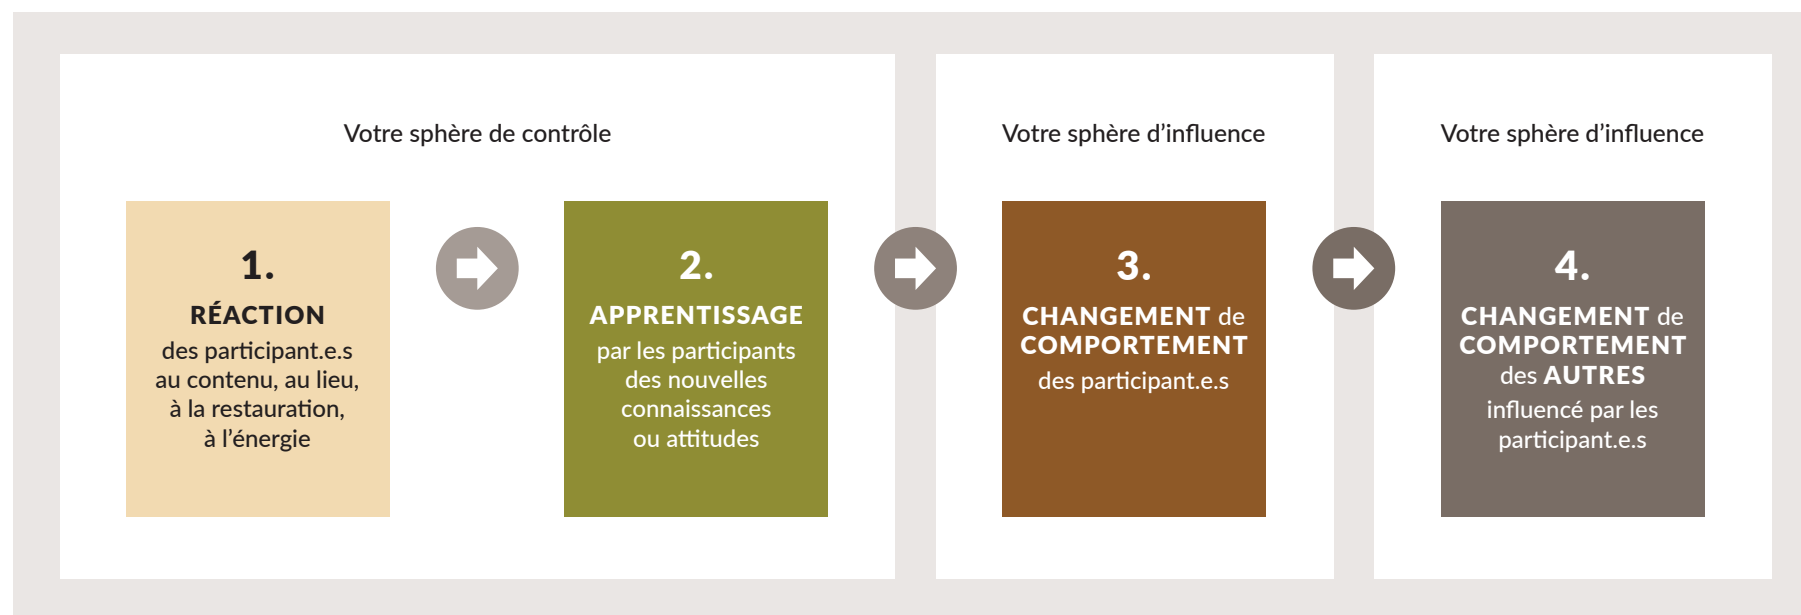 Votre sphère de contrôle
1.
RÉACTION
des participant.e.s
au contenu, au lieu,
à la restauration,
à l’énergie
2.
APPRENTISSAGE
par les participants
des nouvelles
connaissances
ou attitudes
Votre sphère d’influence
3.
CHANGEMENT de
COMPORTEMENT
des participant.e.s
Votre sphère d’influence
4.
CHANGEMENT de
COMPORTEMENT
des AUTRES
influencé par les
participant.e.s